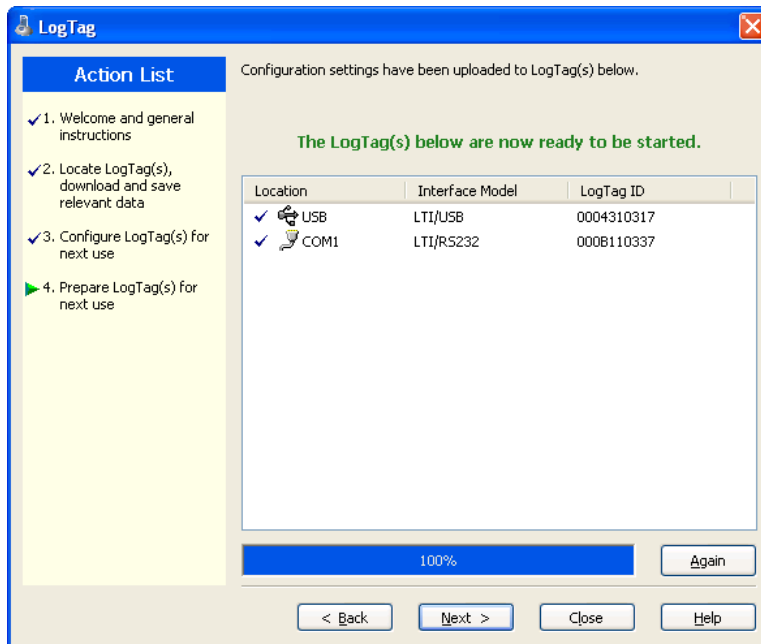 LogTag
Action List
1. Welcome and general
instructions
2. Locate LogTag(s),
download and save
relevant data
3. Configure LogTag(s) for
next use
4. Prepare LogTag(s) for
next use
Configuration settings have been uploaded to LogTag(s) below.
The LogTag(s) below are now ready to be started.
Location Interface Model LogTag ID
USB LTI/USB 0004310317
COM1 LTI/RS232 000B110337
100%
Again
< Back Next > Close Help